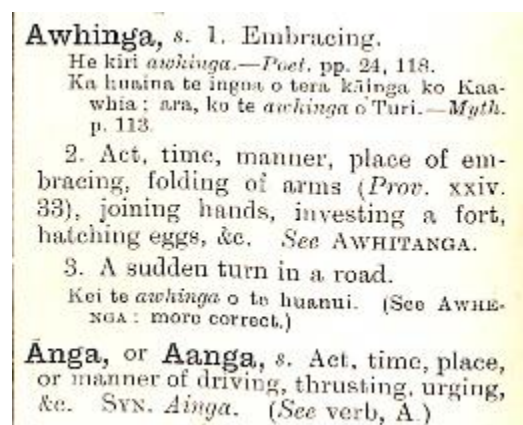 Awhinga, s. 1. Embracing.
He kiri awhinga.—Poet. pp. 24, 118.
Ka huaina te ingoa o tera kāinga ko Kaa-
whia: ara, ko te awhinga o Turi.—Myth.
p. 113.
2. Act, time, manner, place of em-
bracing, folding of arms (Prov. xxiv.
33), joining hands, investing a fort,
hatching eggs, &c. See AWHITANGA.
3. A sudden turn in a road.
Kei te awhinga o te huanui. (See AWHE-
NGA: more correct.)
Ānga, or Aanga, s. Act, time, place,
or manner of driving, thrusting, urging,
&c. SYN. Ainga. (See verb, Ā.)